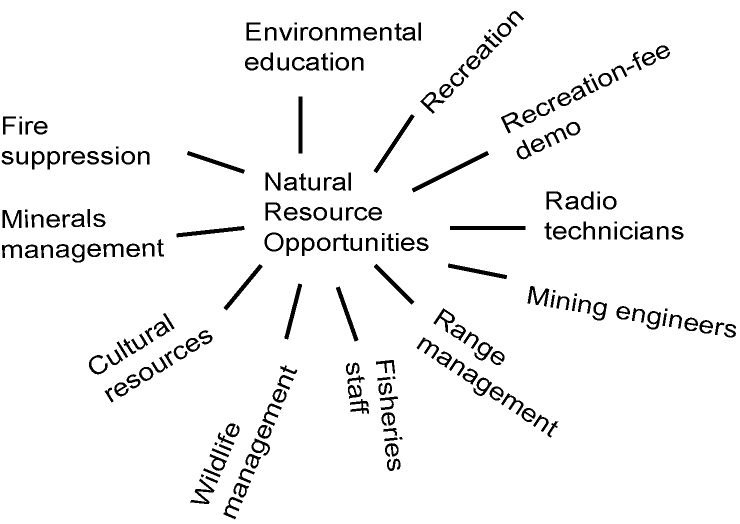 Environmental
education
Recreation
Recreation-fee
demo
Fire
suppression
Natural
Resource
Opportunities
Radio
technicians
Minerals
management
Mining engineers
Cultural
resources
Range
management
Wildlife
management
Fisheries
staff